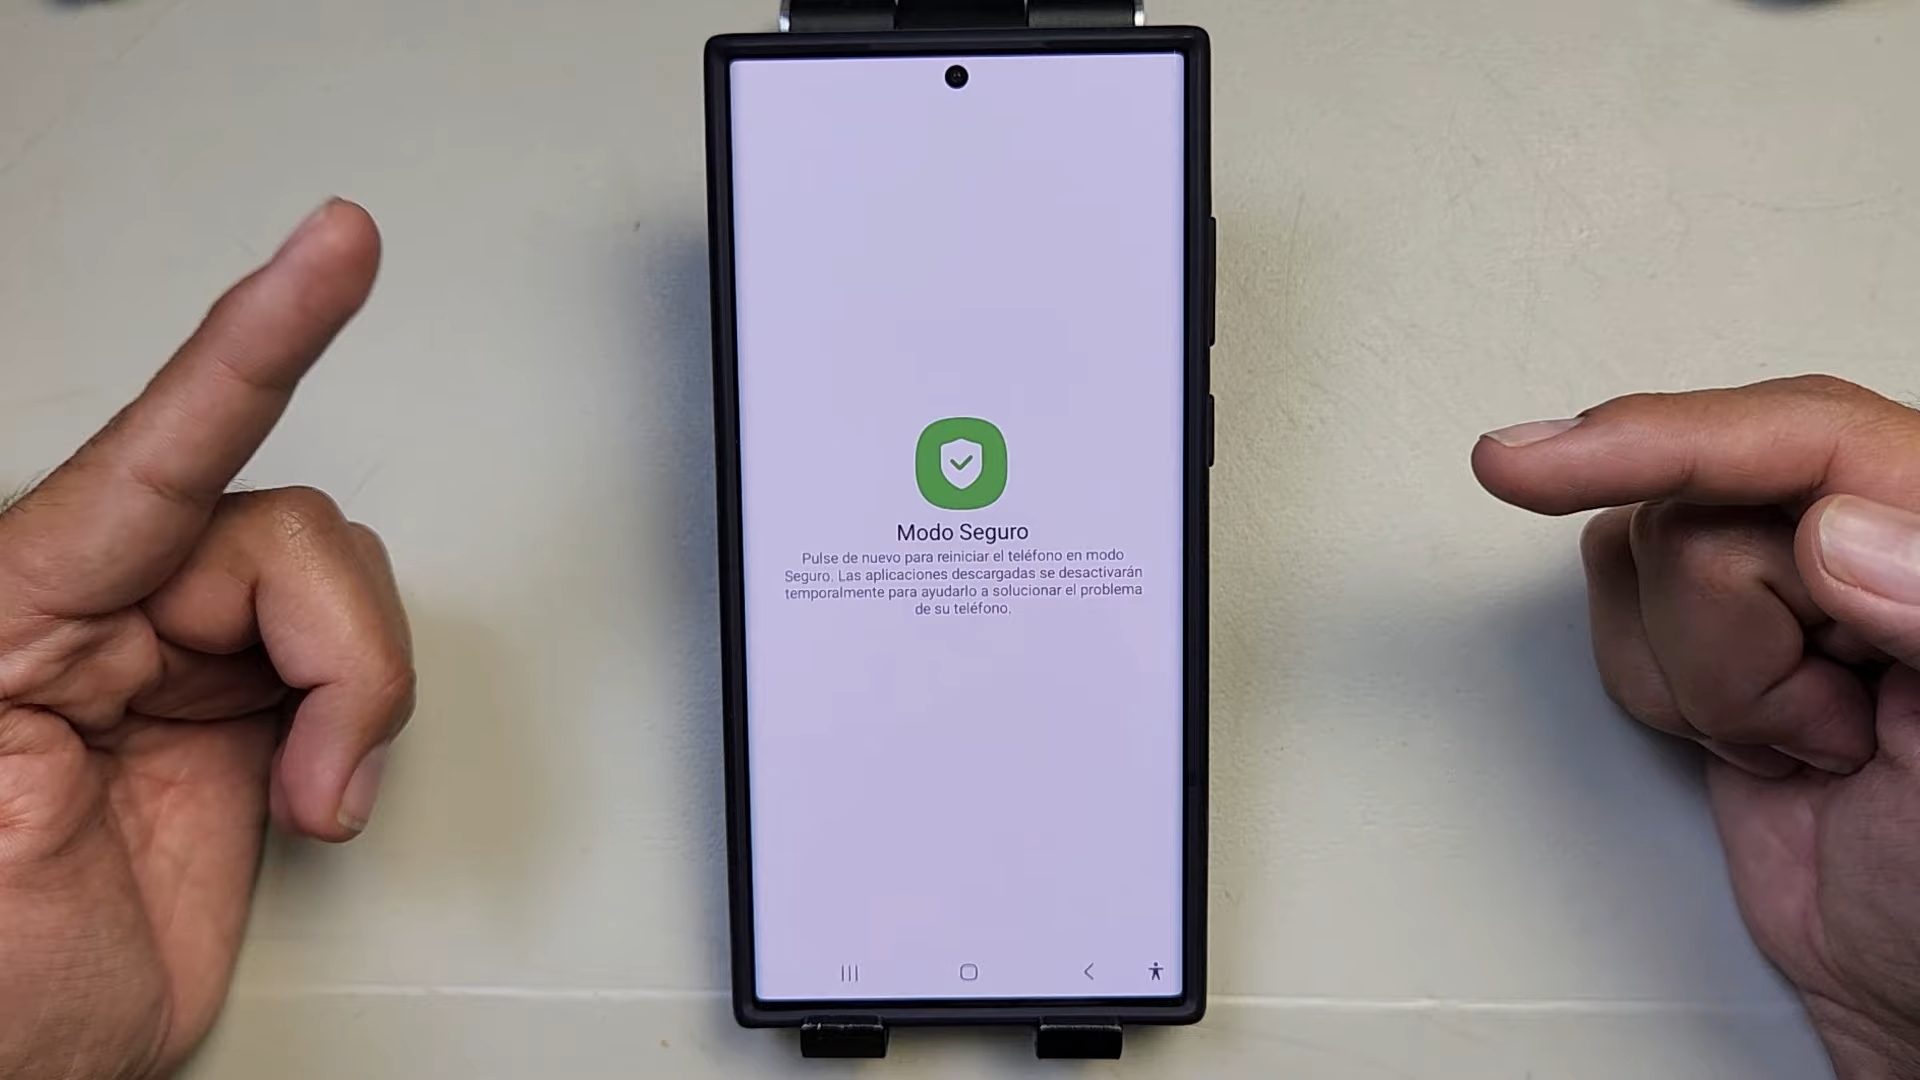 Modo Seguro
Pulse de nuevo para reiniciar el teléfono en modo
Seguro. Las aplicaciones descargadas se desactivarán
temporalmente para ayudarlo a solucionar el problema
de su teléfono.